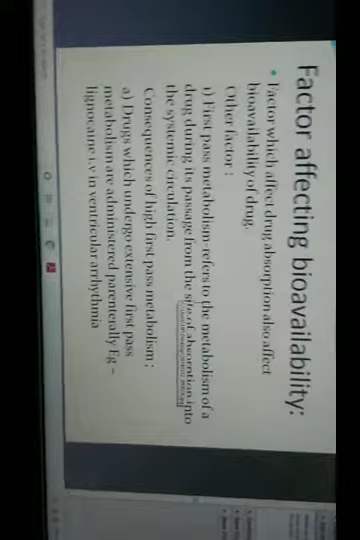 Factor affecting bioavailability:
• Factor which affect drug absorption also affect
bioavailability of drug.
Other factor :
1) First pass metabolism-refers to the metabolism of a
drug during its passage from the site of absorption into
the systemic circulation.
Consequences of high first pass metabolism ;
a) Drugs which undergo extensive first pass
metabolism are administered parenterally Eg –
lignocaine i.v in ventricular arrhythmia